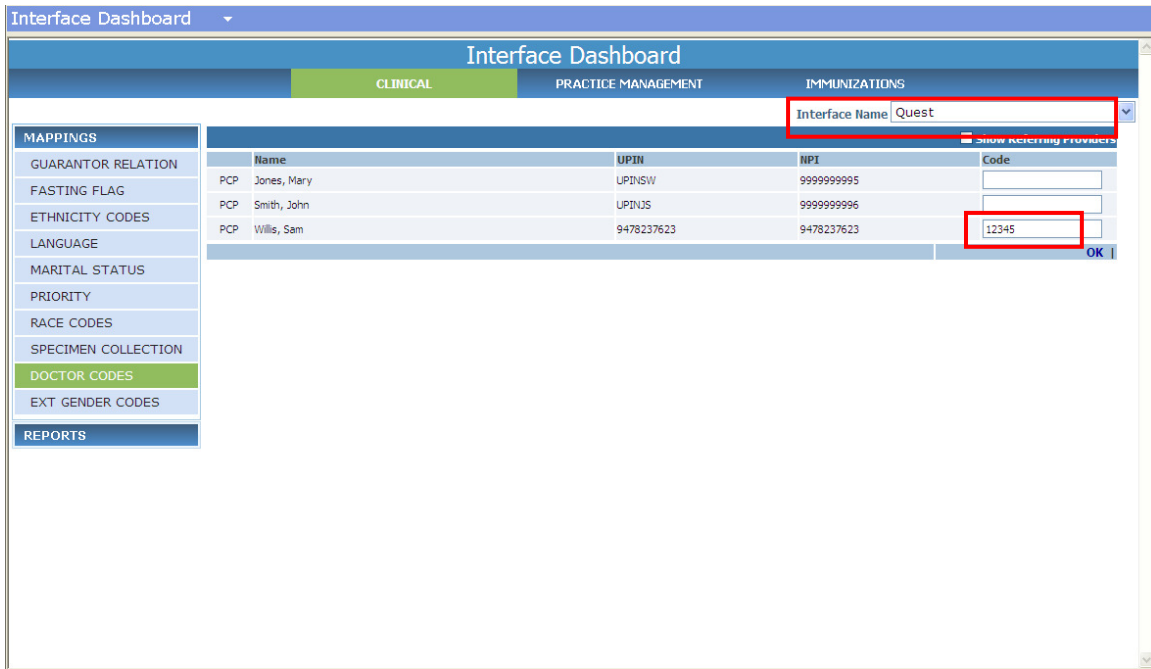 Interface Dashboard
Interface Dashboard
CLINICAL PRACTICE MANAGEMENT IMMUNIZATIONS
Interface Name Quest
MAPPINGS
Show Referring Providers
GUARANTOR RELATION
FASTING FLAG
ETHNICITY CODES
LANGUAGE
MARITAL STATUS
PRIORITY
RACE CODES
SPECIMEN COLLECTION
DOCTOR CODES
EXT GENDER CODES
REPORTS
Name UPIN NPI Code
PCP Jones, Mary UPINSW 9999999995
PCP Smith, John UPINJS 9999999996
PCP Willis, Sam 9478237623 9478237623 12345
OK |